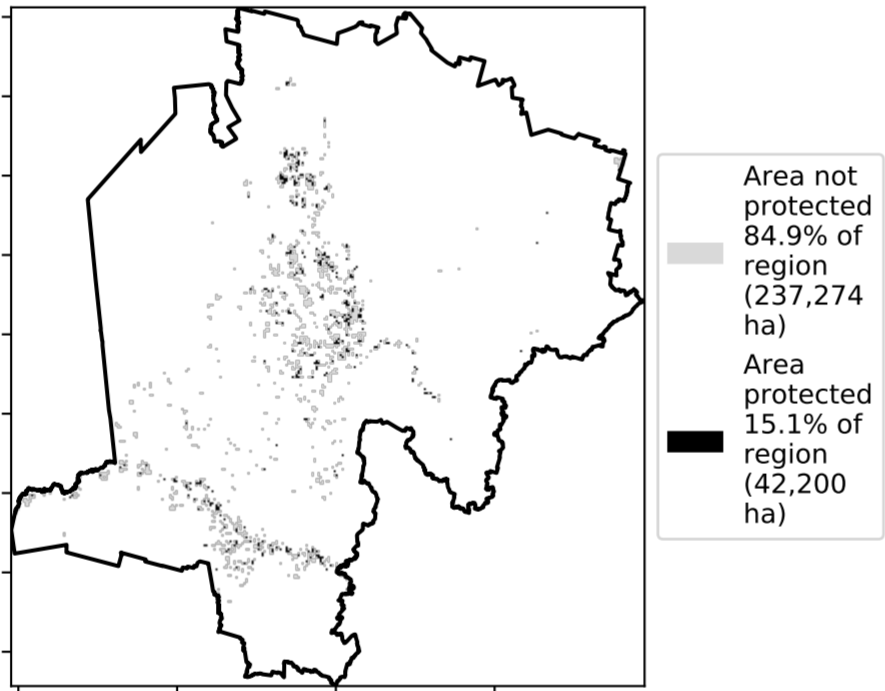 Area not
protected
84.9% of
region
(237,274
ha)
Area
protected
15.1% of
region
(42,200
ha)